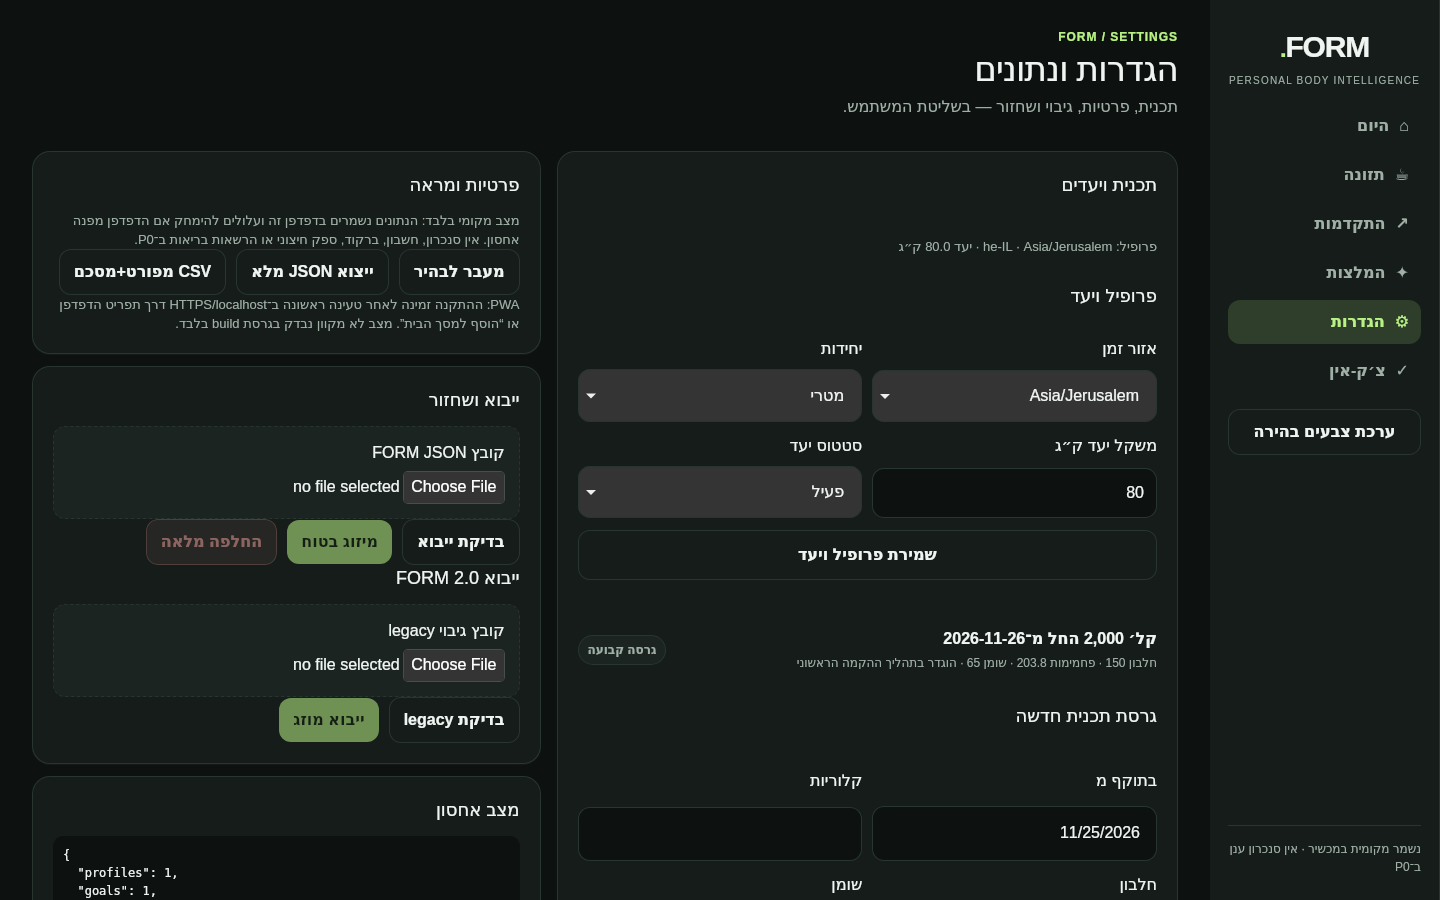 FORM.
PERSONAL BODY INTELLIGENCE
⌂ היום
☕ תזונה
↗ התקדמות
✦ המלצות
⚙ הגדרות
✓ צ׳ק-אין
ערכת צבעים בהירה
נשמר מקומית במכשיר · אין סנכרון ענן
ב־P0
FORM / SETTINGS
הגדרות ונתונים
תכנית, פרטיות, גיבוי ושחזור — בשליטת המשתמש.
תכנית ויעדים
פרופיל: he-IL · Asia/Jerusalem · יעד 80.0 ק״ג
פרופיל ויעד
אזור זמן
יחידות
Asia/Jerusalem
מטרי
משקל יעד ק״ג
סטטוס יעד
80
פעיל
שמירת פרופיל ויעד
קל׳ 2,000 החל מ־2026-11-26
חלבון 150 · פחמימות 203.8 · שומן 65 · הוגדר בתהליך ההקמה הראשוני
גרסה קבועה
גרסת תכנית חדשה
בתוקף מ
קלוריות
11/25/2026
חלבון
שומן
פרטיות ומראה
מצב מקומי בלבד: הנתונים נשמרים בדפדפן זה ועלולים להימחק אם הדפדפן מפנה
אחסון. אין סנכרון, חשבון, ברקוד, ספק חיצוני או הרשאות בריאות ב־P0.
מעבר לבהיר
ייצוא JSON מלא
CSV מפורט+מסכם
PWA: ההתקנה זמינה לאחר טעינה ראשונה ב־HTTPS/localhost דרך תפריט הדפדפן
או “הוסף למסך הבית”. מצב לא מקוון נבדק בגרסת build בלבד.
ייבוא ושחזור
קובץ FORM JSON
Choose File no file selected
בדיקת ייבוא
מיזוג בטוח
החלפה מלאה
ייבוא FORM 2.0
קובץ גיבוי legacy
Choose File no file selected
בדיקת legacy
ייבוא מוזג
מצב אחסון
{
"profiles": 1,
"goals": 1,